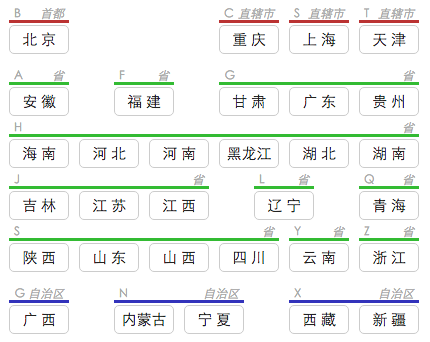 B 首都 C 直辖市 S 直辖市 T 直辖市
北京 重庆 上海 天津
A 省 F 省 G 省
安徽 福建 甘肃 广东 贵州
H 省
海南 河北 河南 黑龙江 湖北 湖南
J 省 L 省 Q 省
吉林 江苏 江西 辽宁 青海
S 省 Y 省 Z 省
陕西 山东 山西 四川 云南 浙江
G 自治区 N 自治区 X 自治区
广西 内蒙古 宁夏 西藏 新疆